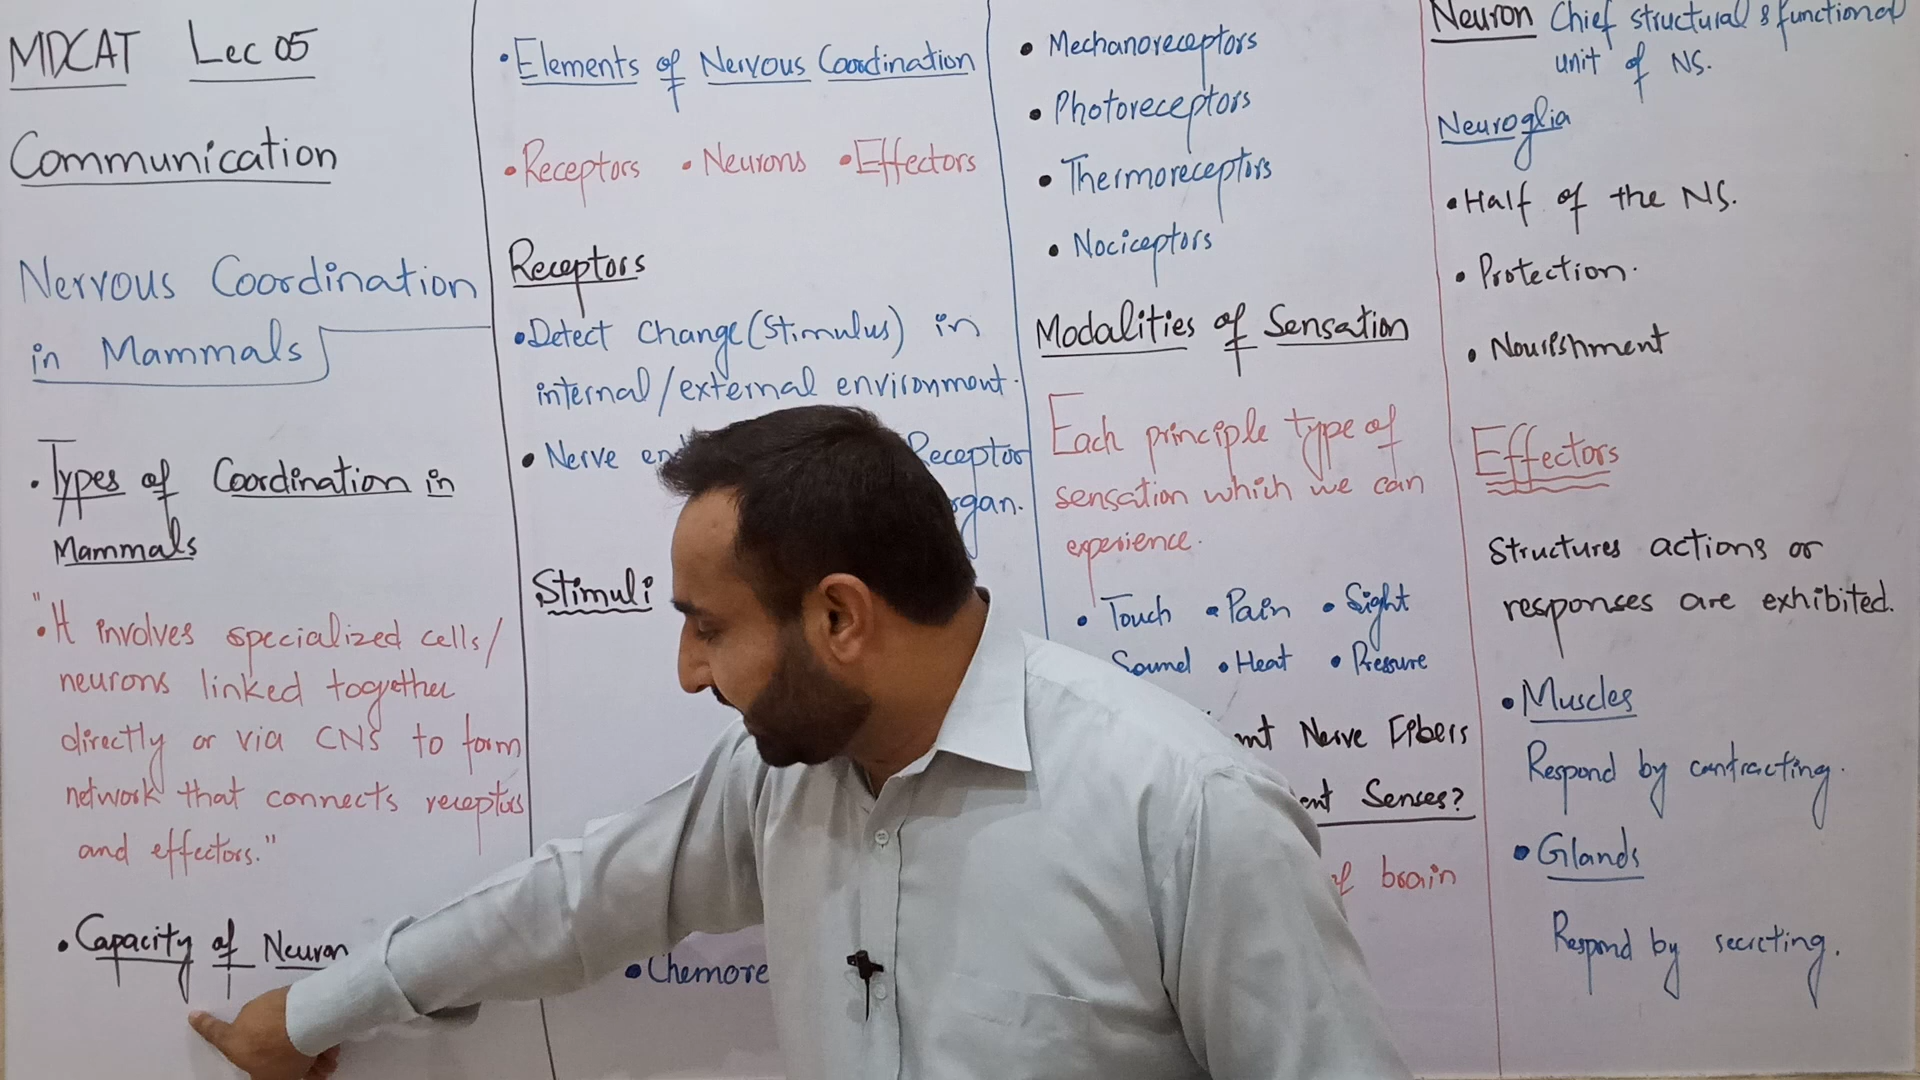 MDCAT Lec 05
Communication
Nervous Coordination
in Mammals
• Types of Coordination in
Mammals
"• It involves specialized cells/
neurons linked together
directly or via CNS to form
network that connects receptors
and effectors."
• Capacity of Neuron
• Elements of Nervous Coordination
• Receptors • Neurons • Effectors
Receptors
• Detect Change (Stimulus) in
internal/external environment.
• Nerve
Receptor
Stimuli
• Mechanoreceptors
• Photoreceptors
• Thermoreceptors
• Nociceptors
Modalities of Sensation
Each principle type of
sensation which we can
experience.
• Touch • Pain • Sight
Sound • Heat • Pressure
Nerve Fibers
Senses?
brain
Neuron Chief structural & functional
unit of NS.
Neuroglia
• Half of the NS.
• Protection.
• Nourishment
Effectors
Structures actions or
responses are exhibited.
• Muscles
Respond by contracting.
• Glands
Respond by secreting.